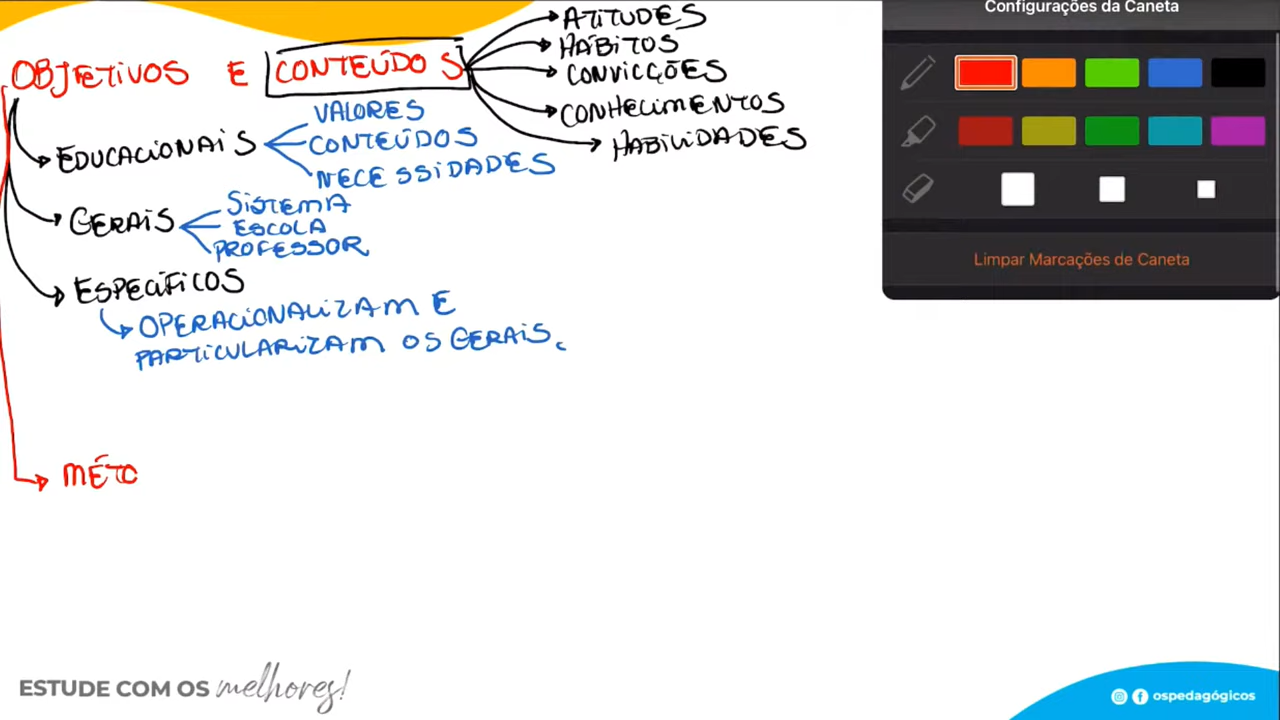 Configurações da Caneta
OBJETIVOS E CONTEÚDOS
ATITUDES
HÁBITOS
CONVICÇÕES
CONHECIMENTOS
HABILIDADES
EDUCACIONAIS
VALORES
CONTEÚDOS
NECESSIDADES
GERAIS
SISTEMA
ESCOLA
PROFESSOR
ESPECÍFICOS
OPERACIONALIZAM E
PARTICULARIZAM OS GERAIS.
MÉTO
Limpar Marcações de Caneta
ESTUDE COM OS melhores!
ospedagógicos